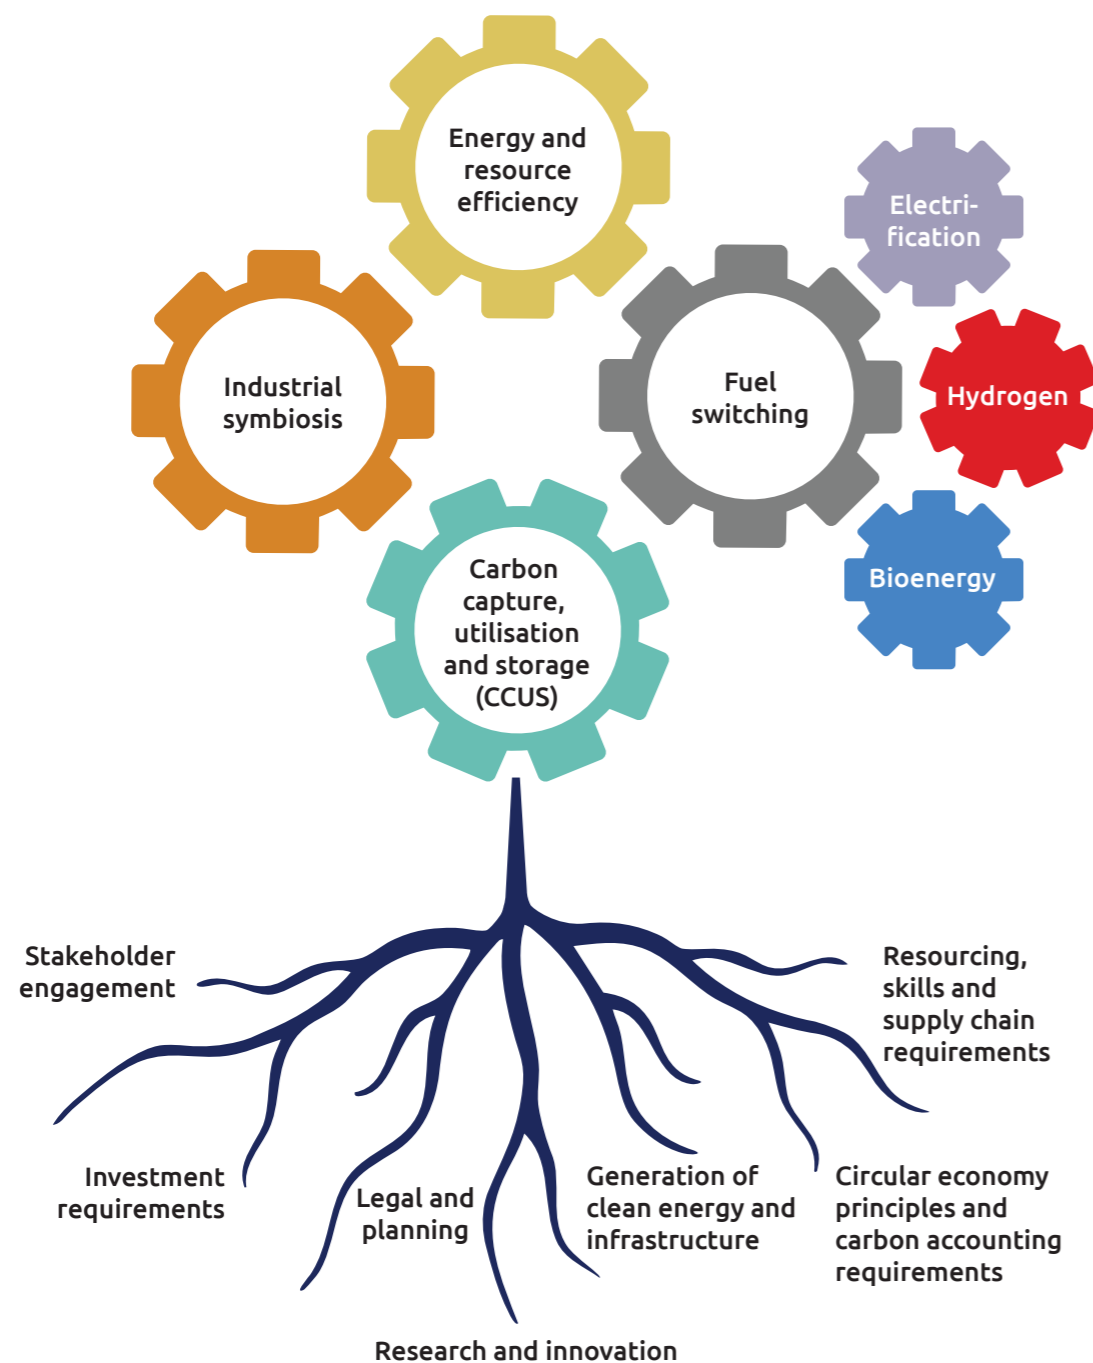 Energy and
resource
efficiency
Electri-
fication
Industrial
symbiosis
Fuel
switching
Hydrogen
Carbon
capture,
utilisation
and storage
(CCUS)
Bioenergy
Stakeholder
engagement
Resourcing,
skills and
supply chain
requirements
Investment
requirements
Legal and
planning
Generation of
clean energy and
infrastructure
Circular economy
principles and
carbon accounting
requirements
Research and innovation